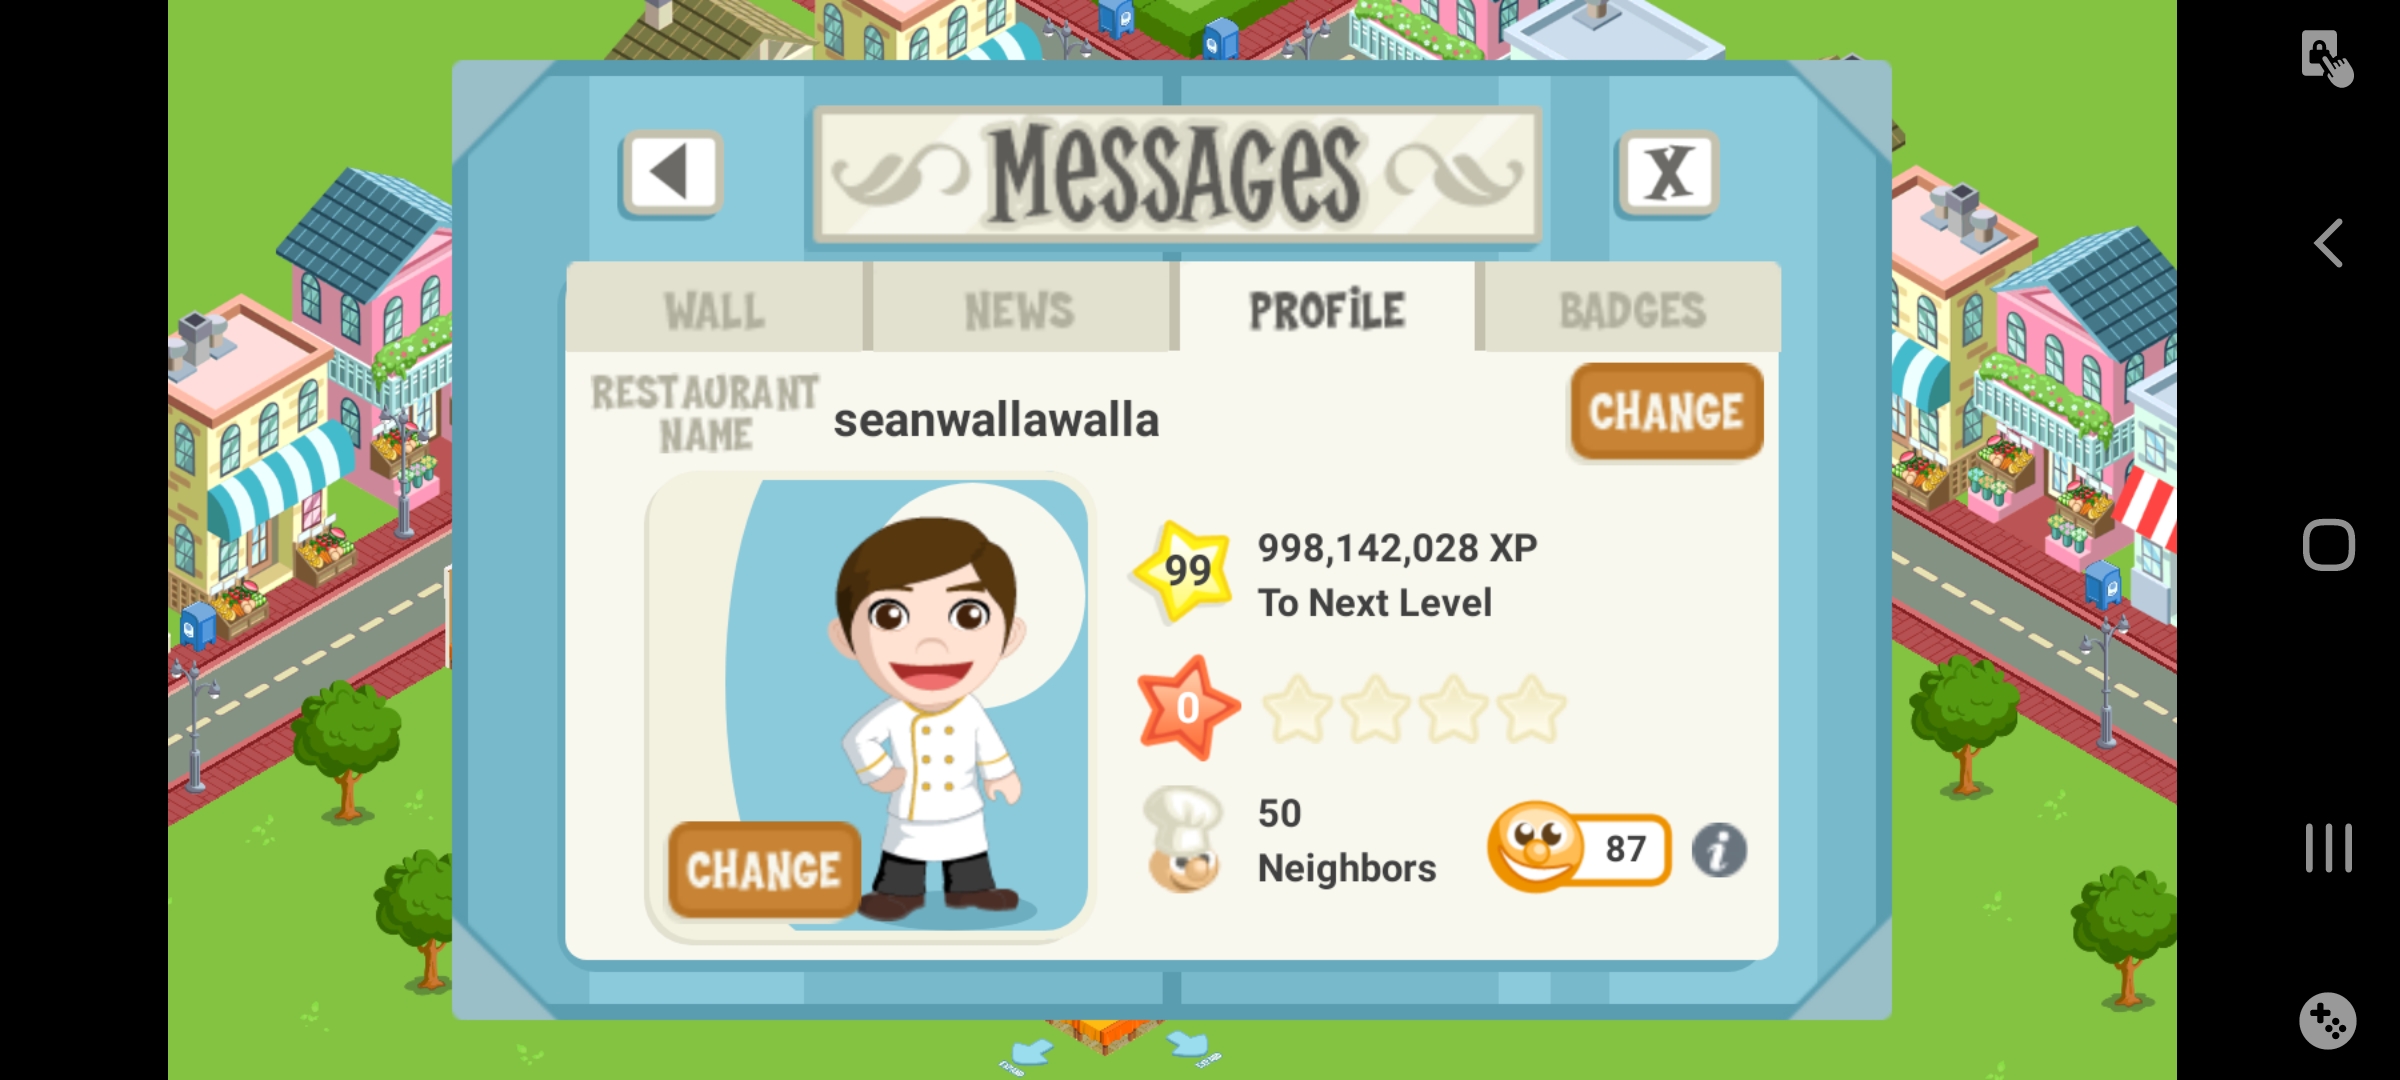 MESSAGES
X
WALL
NEWS
PROFILE
BADGES
RESTAURANT
NAME
seanwallawalla
CHANGE
99
998,142,028 XP
To Next Level
0
50
Neighbors
87
i
CHANGE